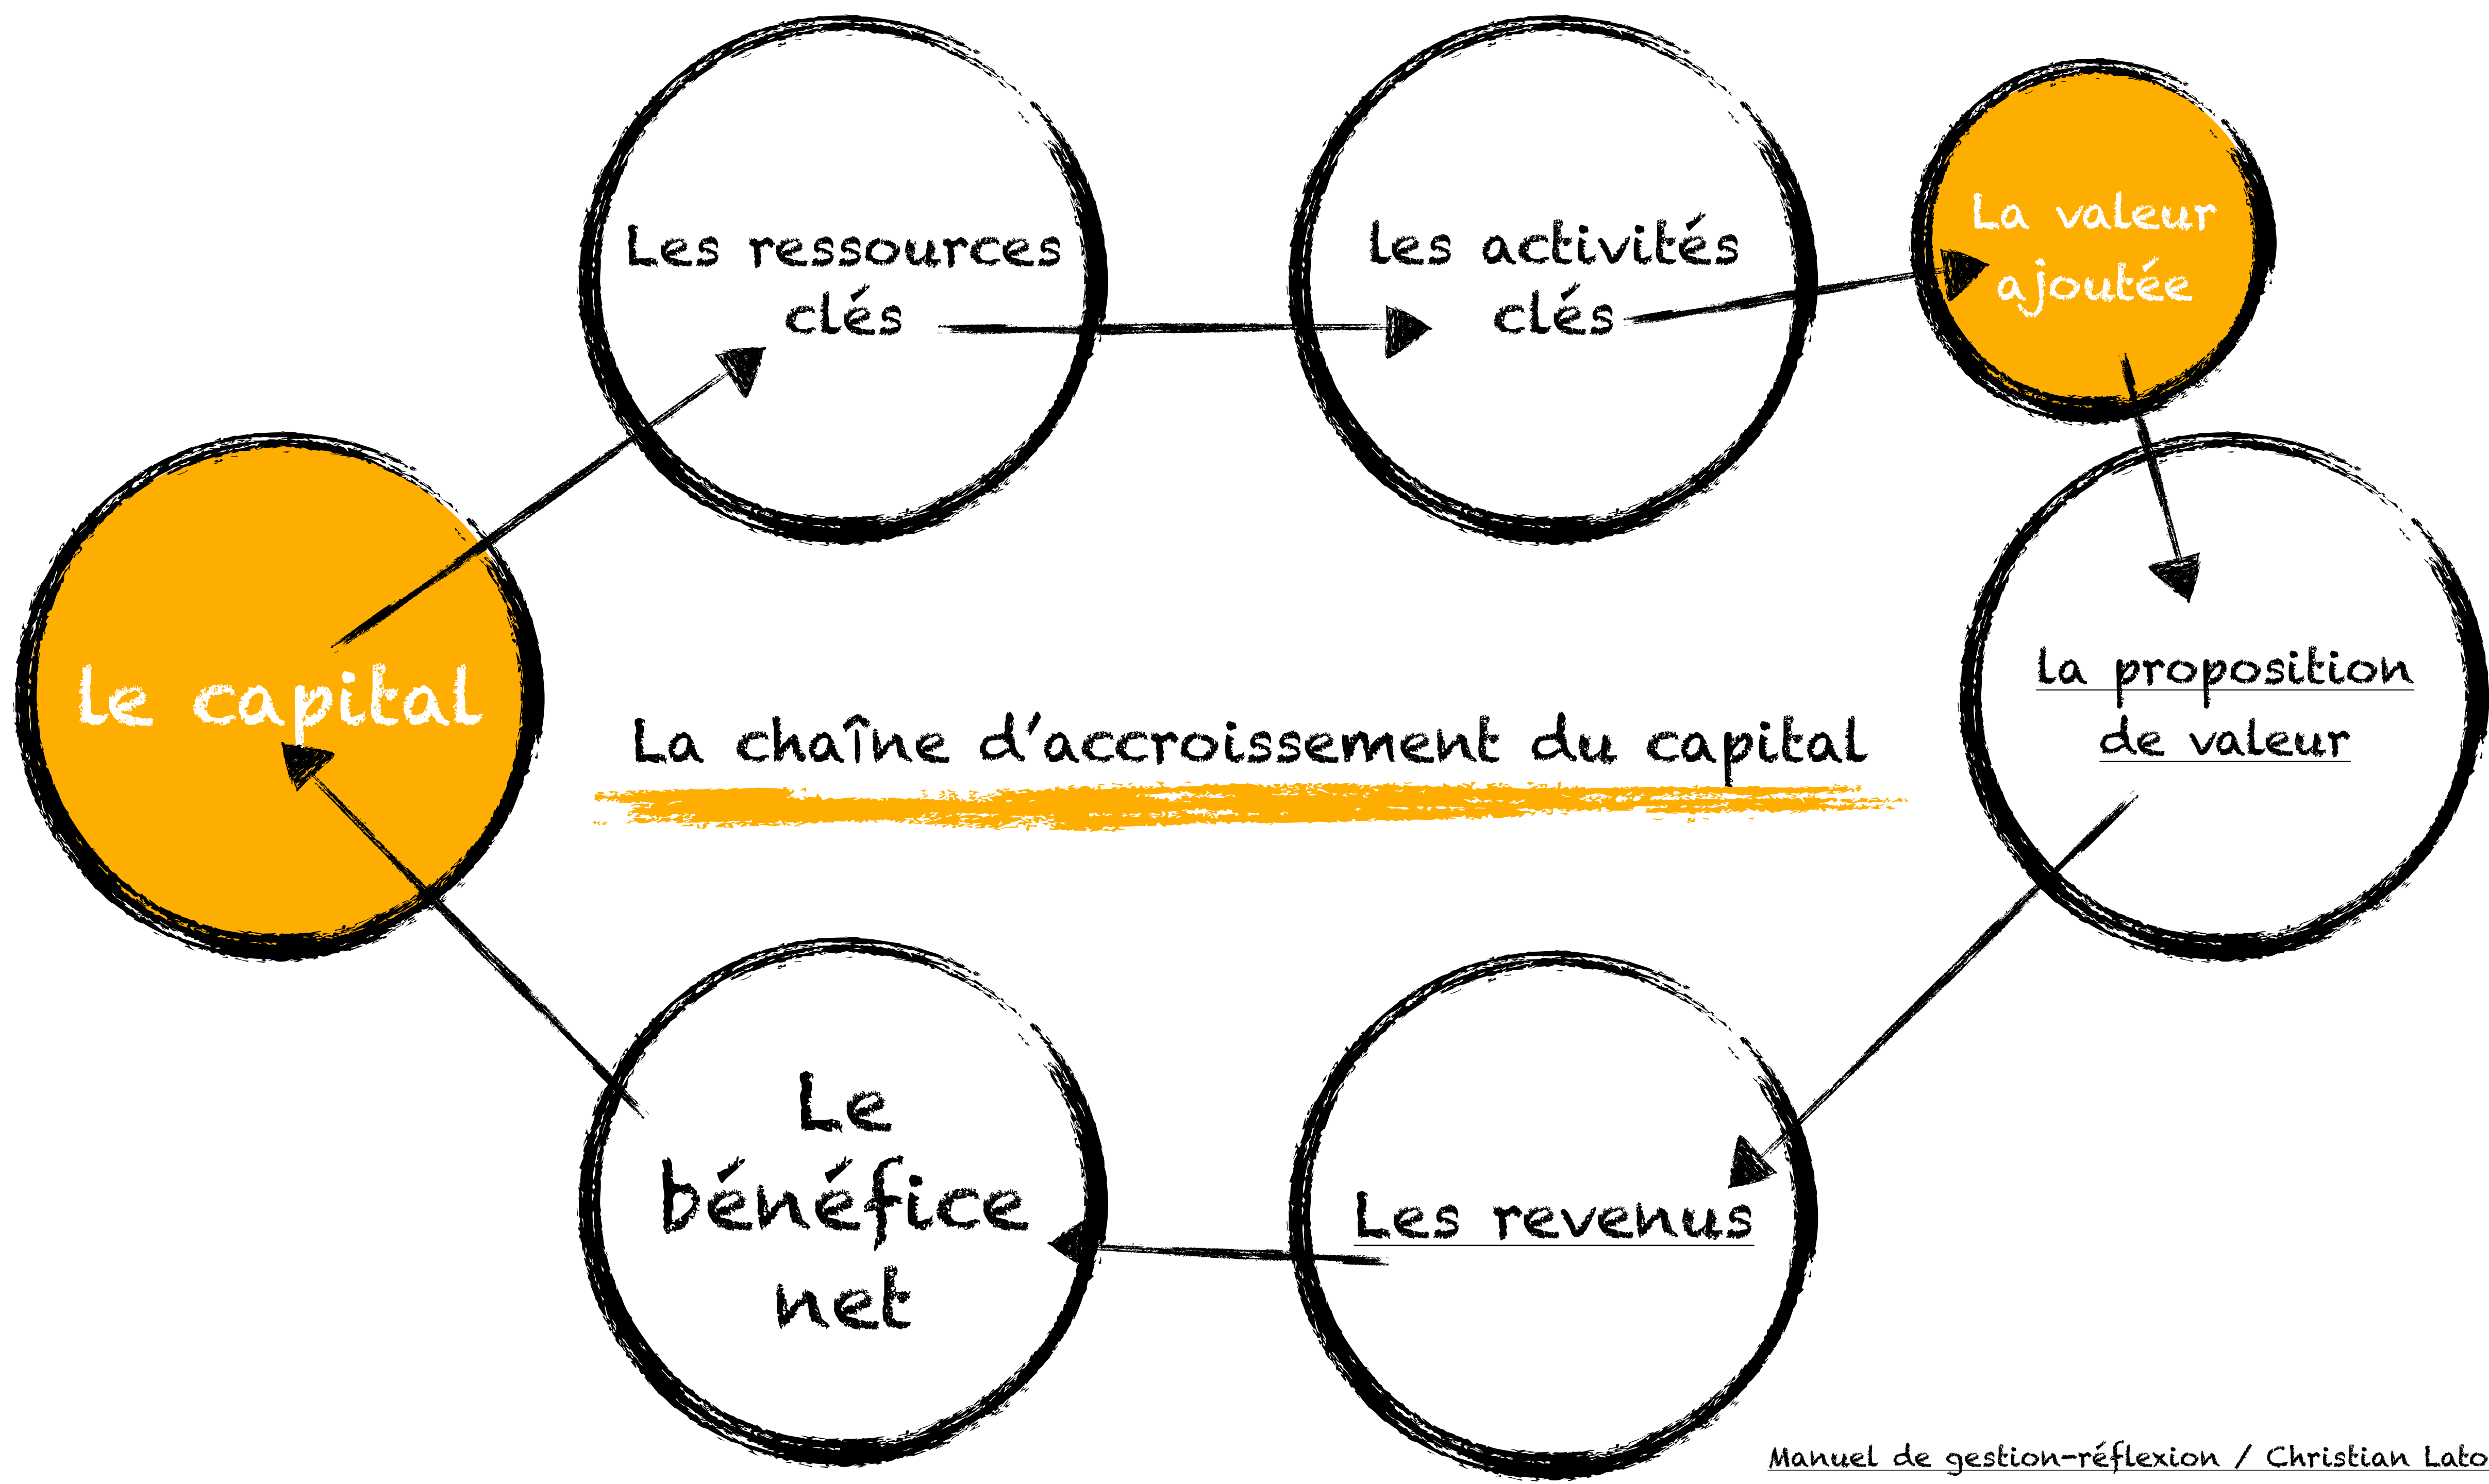 Les ressources
clés
les activités
clés
La valeur
ajoutée
le capital
La chaîne d'accroissement du capital
la proposition
de valeur
Le
bénéfice
net
Les revenus
Manuel de gestion-réflexion / Christian Lato